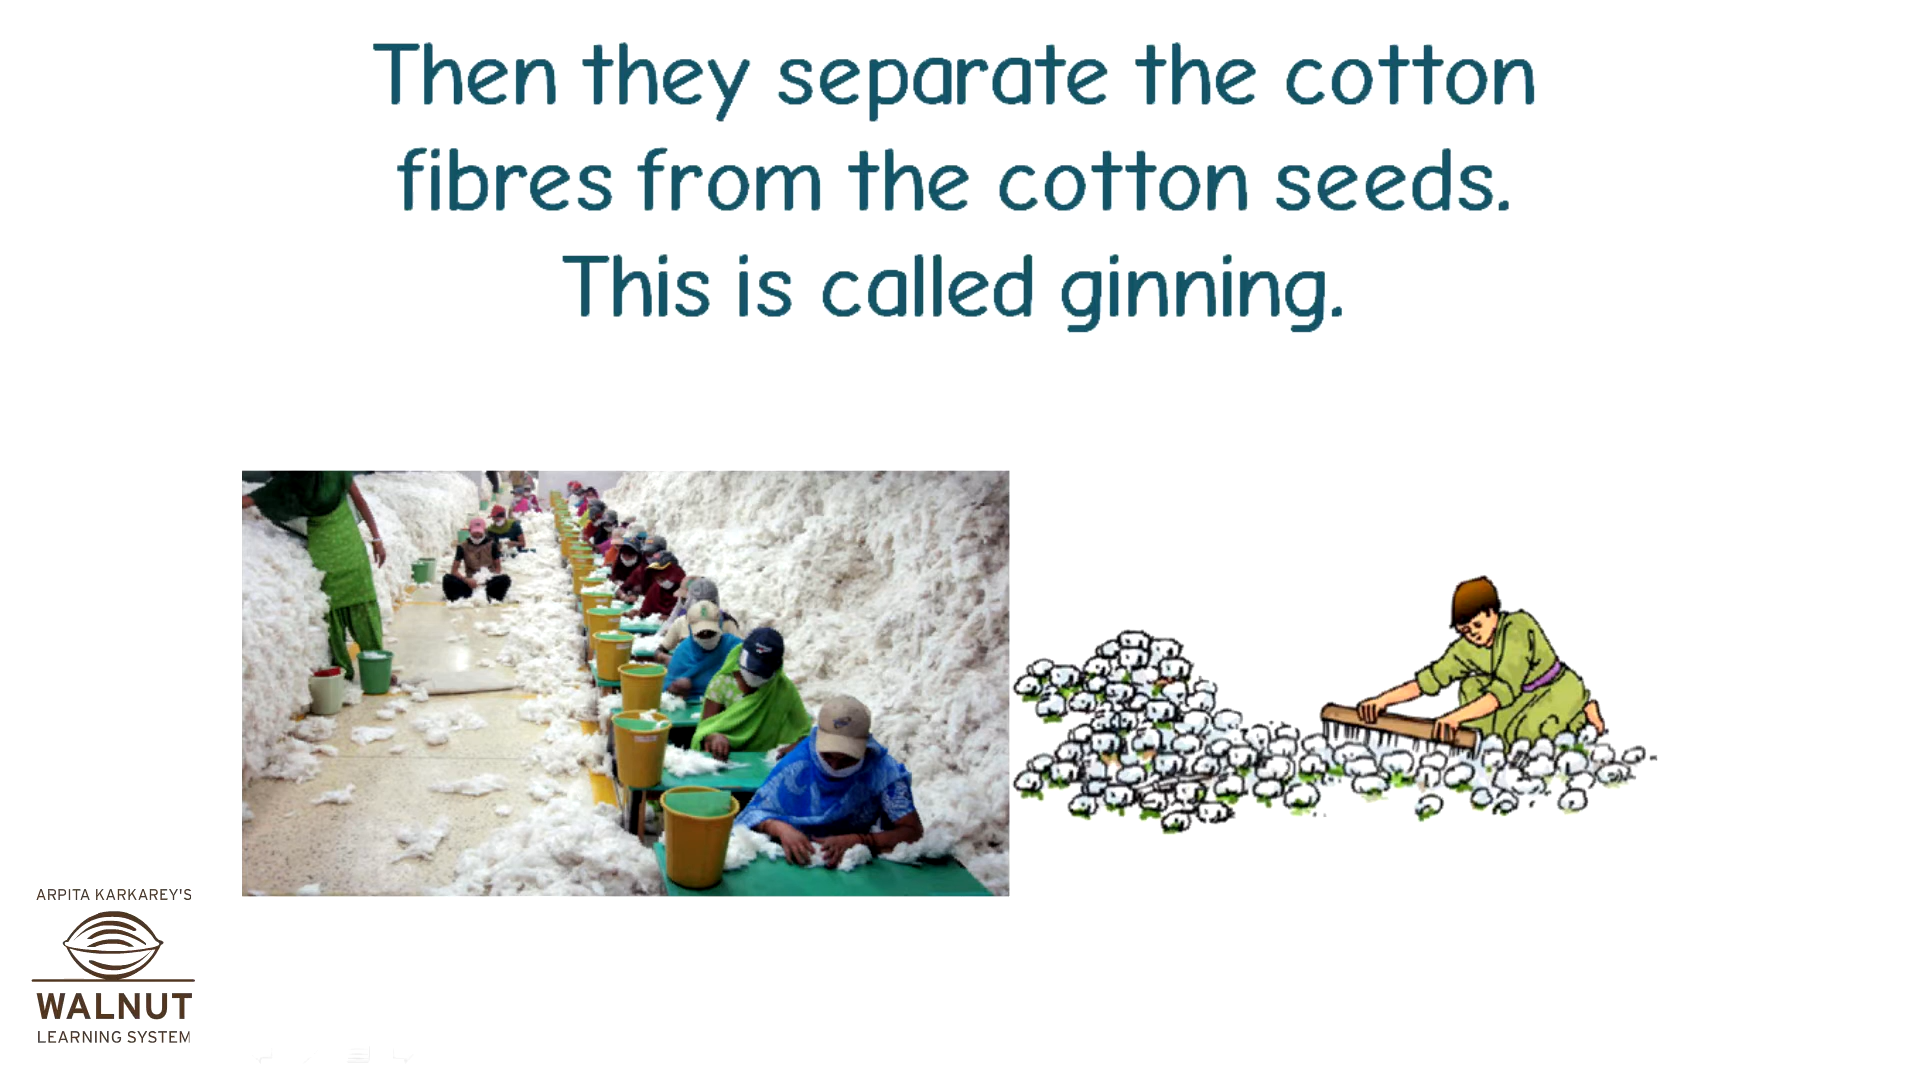 Then they separate the cotton
fibres from the cotton seeds.
This is called ginning.
ARPITA KARKAREY'S
WALNUT
LEARNING SYSTEM